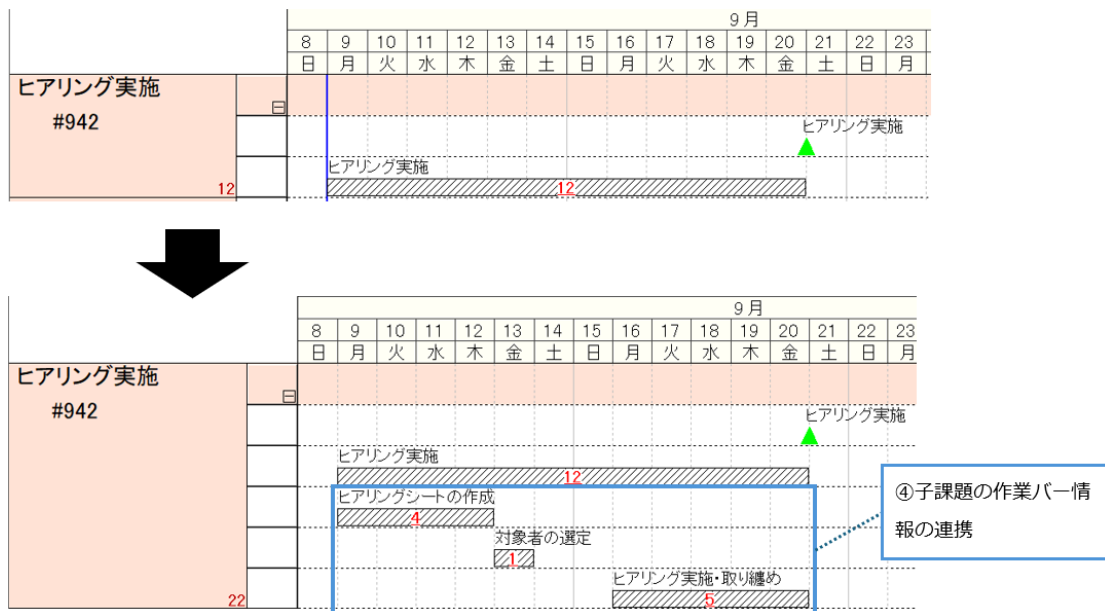 9月
8 9 10 11 12 13 14 15 16 17 18 19 20 21 22 23
日 月 火 水 木 金 土 日 月 火 水 木 金 土 日 月
ヒアリング実施
#942
ヒアリング実施
ヒアリング実施
12
12
9月
8 9 10 11 12 13 14 15 16 17 18 19 20 21 22 23
日 月 火 水 木 金 土 日 月 火 水 木 金 土 日 月
ヒアリング実施
#942
ヒアリング実施
ヒアリング実施
12
ヒアリングシートの作成
4
対象者の選定
1
ヒアリング実施・取り纏め
5
22
④子課題の作業バー情
報の連携